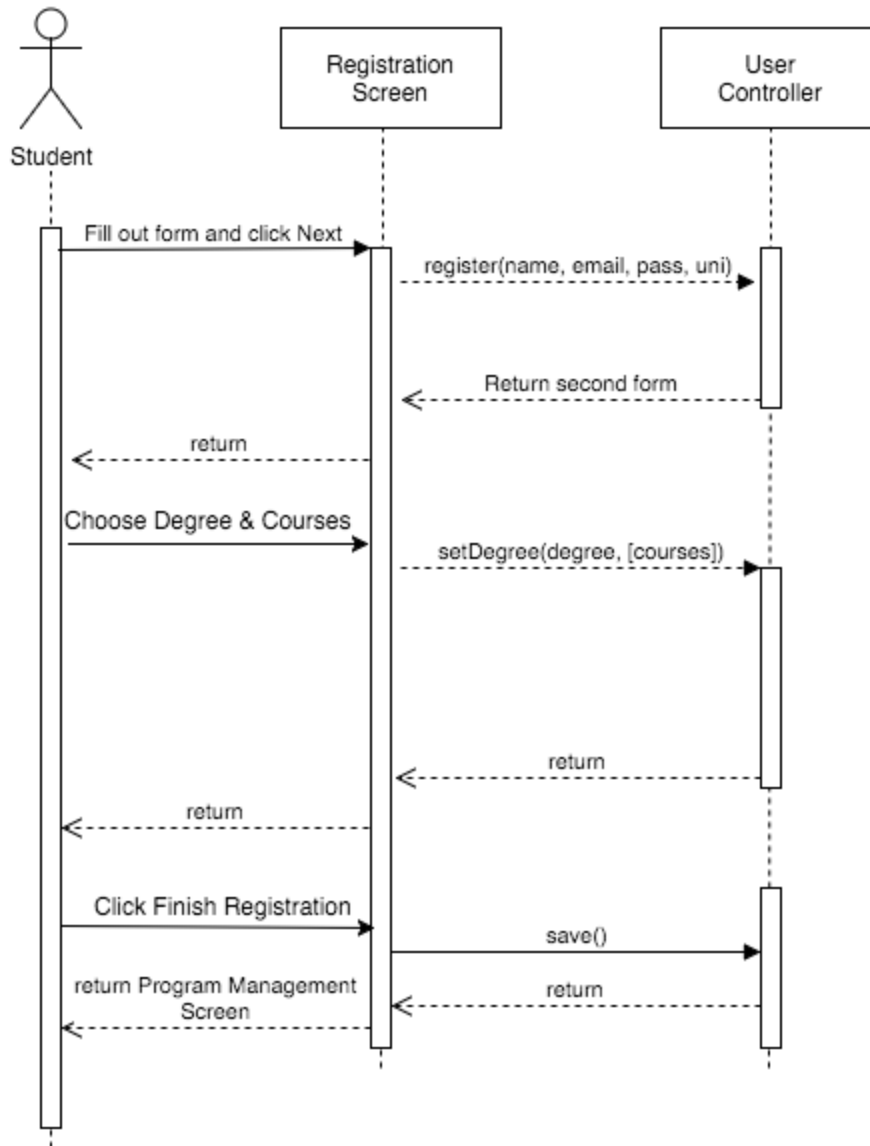 Registration
Screen
User
Controller
Student
Fill out form and click Next
register(name, email, pass, uni)
Return second form
return
Choose Degree & Courses
setDegree(degree, [courses])
return
return
Click Finish Registration
save()
return Program Management
Screen
return